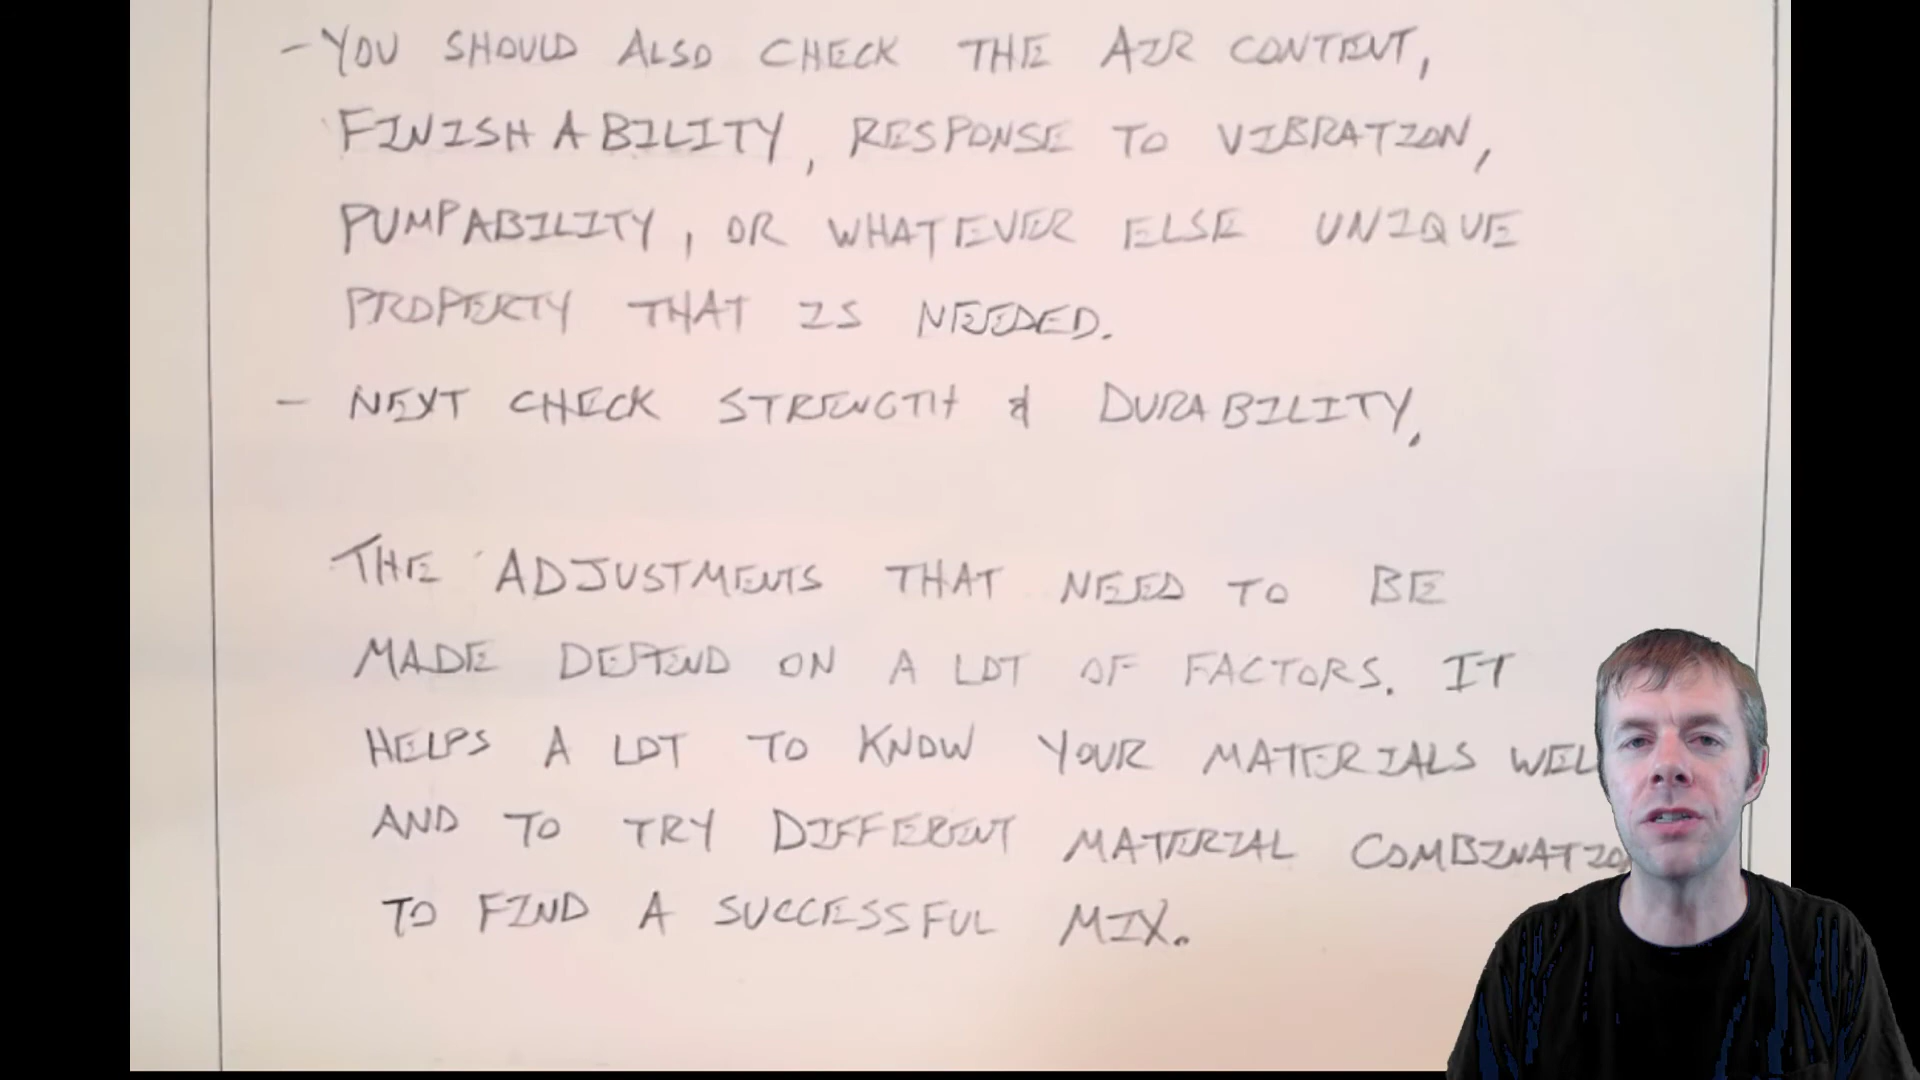 - YOU SHOULD ALSO CHECK THE AIR CONTENT,
FINISHABILITY, RESPONSE TO VIBRATION,
PUMPABILITY, OR WHATEVER ELSE UNIQUE
PROPERTY THAT IS NEEDED.
- NEXT CHECK STRENGTH & DURABILITY.
THE ADJUSTMENTS THAT NEED TO BE
MADE DEPEND ON A LOT OF FACTORS. IT
HELPS A LOT TO KNOW YOUR MATERIALS
AND TO TRY DIFFERENT MATERIAL
TO FIND A SUCCESSFUL MIX.